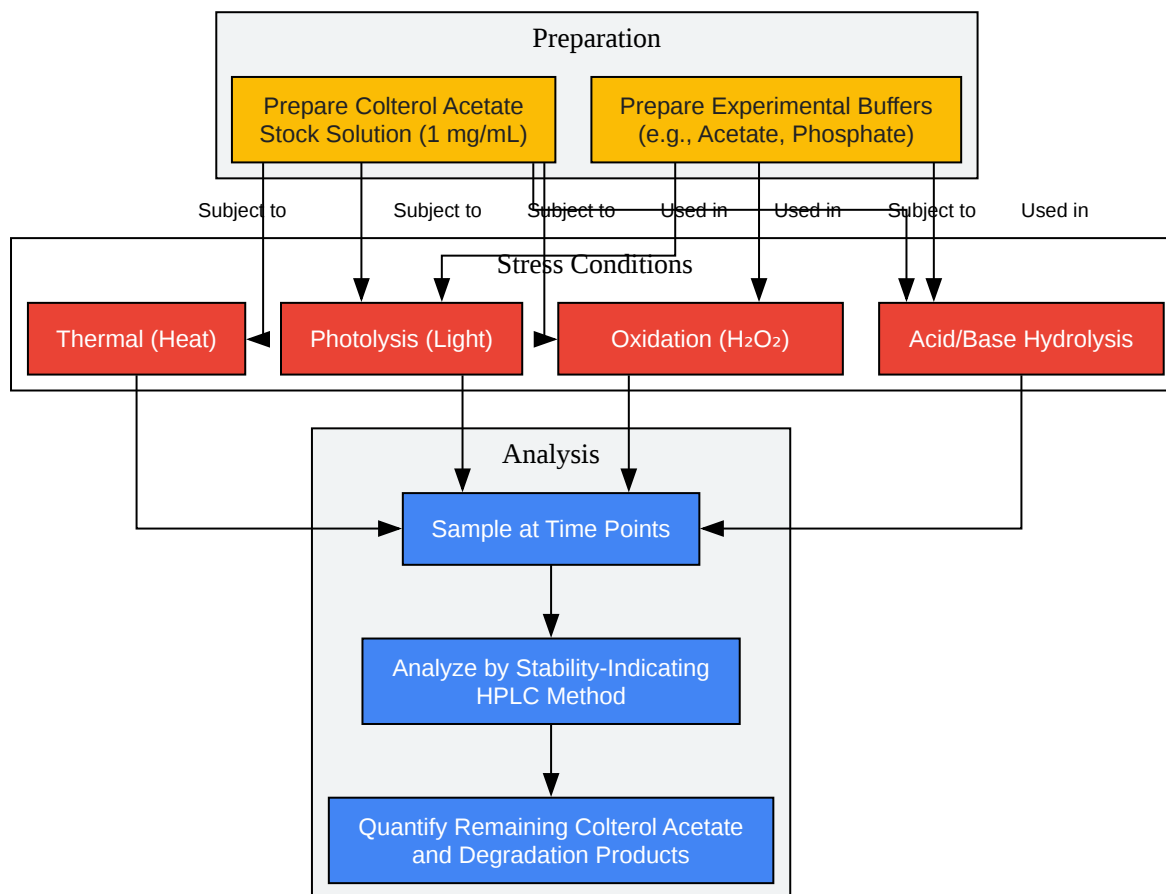 Preparation
Prepare Colterol Acetate
Stock Solution (1 mg/mL)
Prepare Experimental Buffers
(e.g., Acetate, Phosphate)
Subject to
Subject to
Subject to
Used in
Used in
Subject to
Used in
Stress Conditions
Thermal (Heat)
Photolysis (Light)
Oxidation (H₂O₂)
Acid/Base Hydrolysis
Analysis
Sample at Time Points
Analyze by Stability-Indicating
HPLC Method
Quantify Remaining Colterol Acetate
and Degradation Products